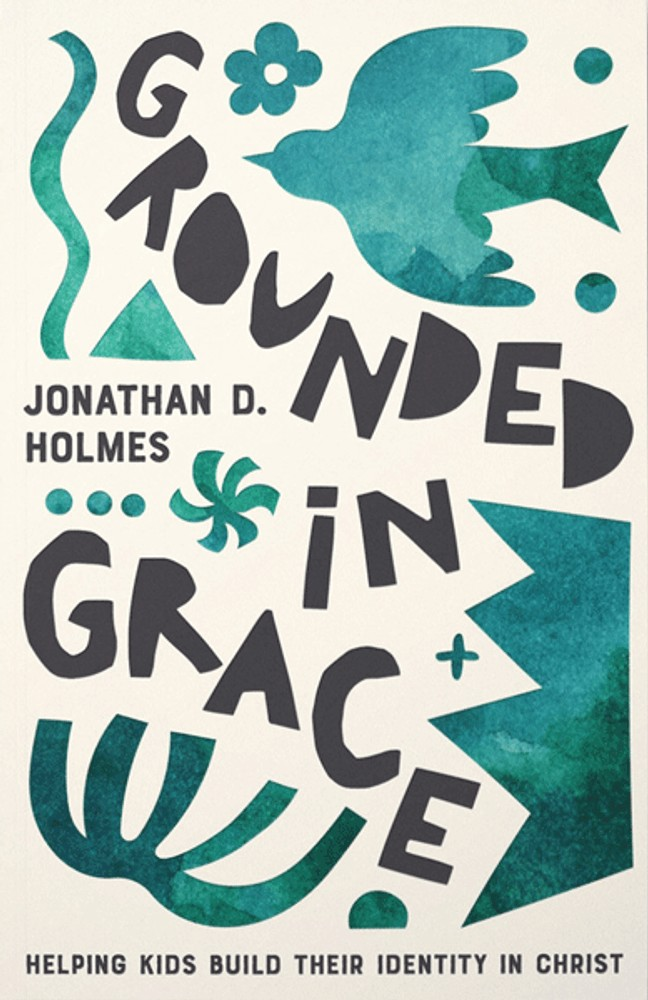 GROUNDED
JONATHAN D.
HOLMES
iN
GRACE
HELPING KIDS BUILD THEIR IDENTITY IN CHRIST